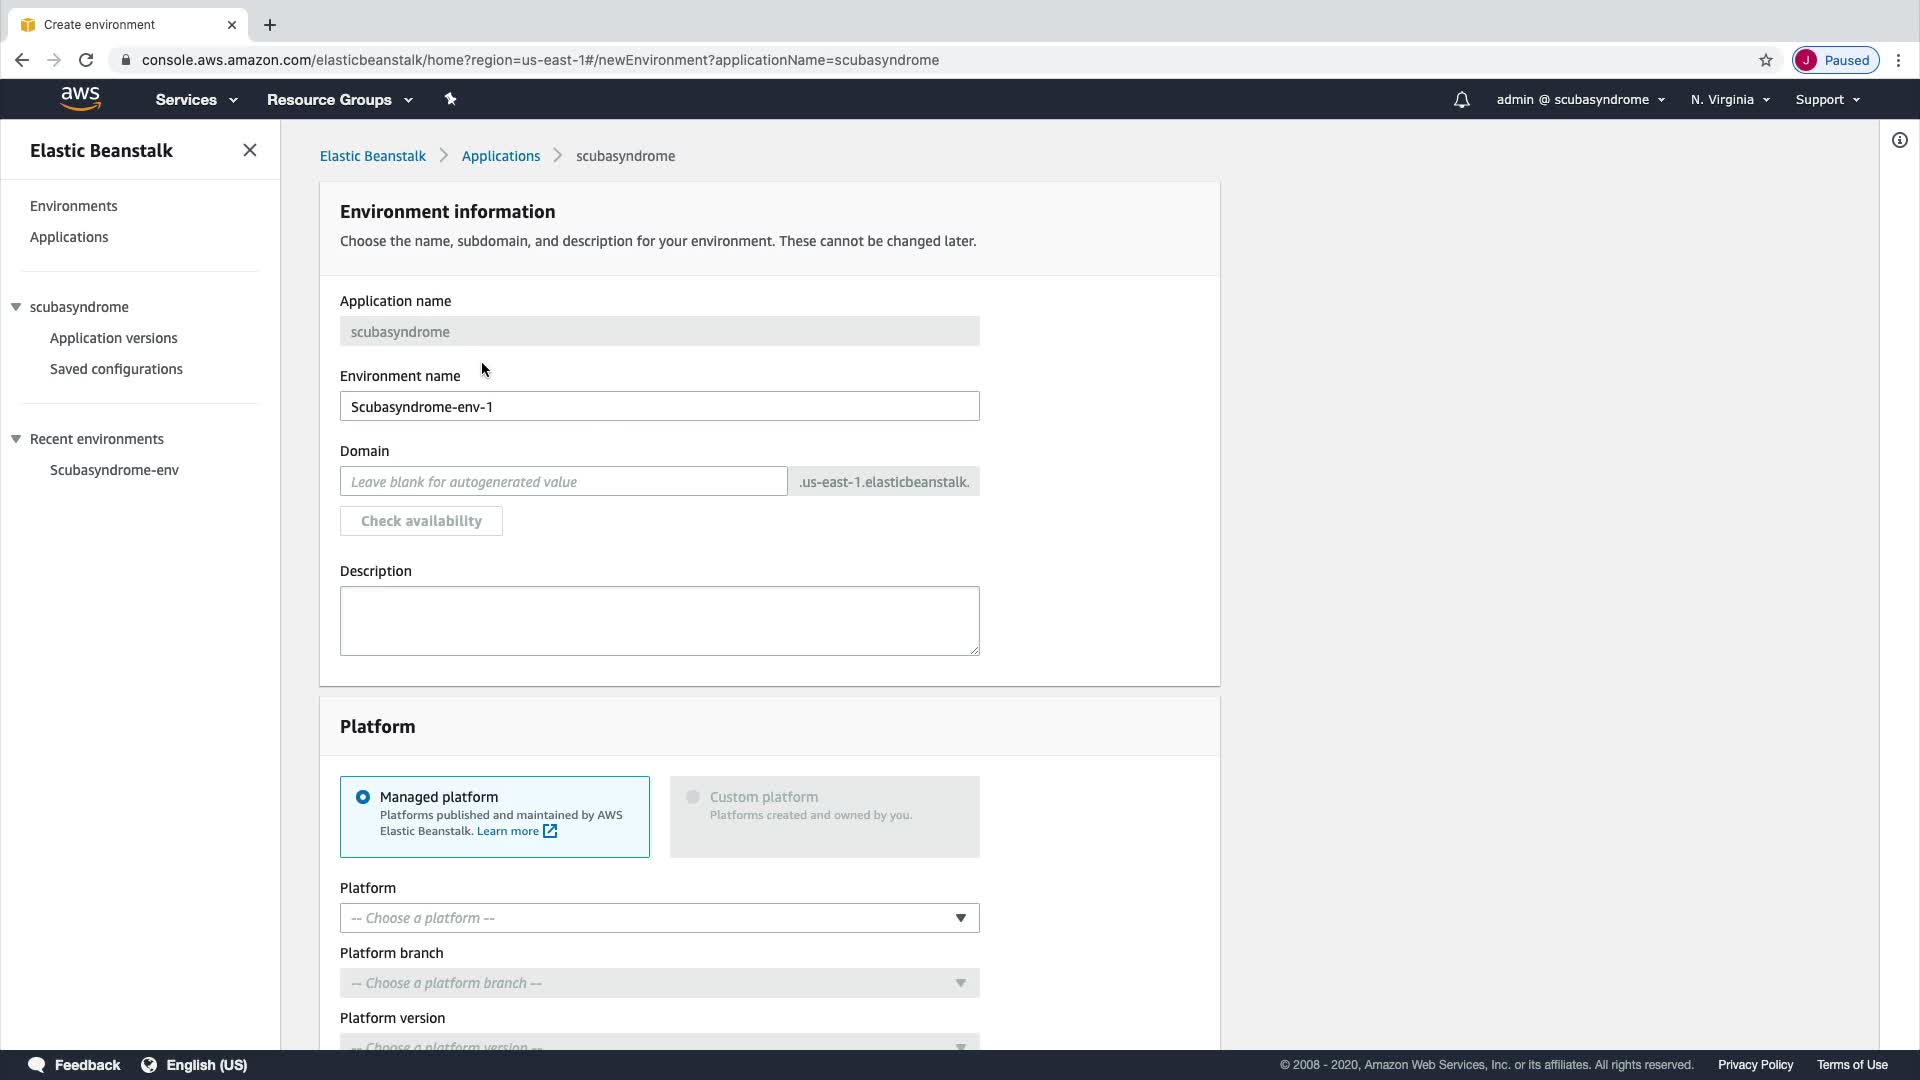 Create environment
console.aws.amazon.com/elasticbeanstalk/home?region=us-east-1#/newEnvironment?applicationName=scubasyndrome
J Paused
aws Services Resource Groups admin @ scubasyndrome N. Virginia Support
Elastic Beanstalk
Environments
Applications
scubasyndrome
Application versions
Saved configurations
Recent environments
Scubasyndrome-env
Elastic Beanstalk Applications scubasyndrome
Environment information
Choose the name, subdomain, and description for your environment. These cannot be changed later.
Application name
scubasyndrome
Environment name
Scubasyndrome-env-1
Domain
Leave blank for autogenerated value .us-east-1.elasticbeanstalk.
Check availability
Description
Platform
Managed platform
Platforms published and maintained by AWS
Elastic Beanstalk. Learn more
Custom platform
Platforms created and owned by you.
Platform
-- Choose a platform --
Platform branch
-- Choose a platform branch --
Platform version
-- Choose a platform version --
Feedback English (US) © 2008 - 2020, Amazon Web Services, Inc. or its affiliates. All rights reserved. Privacy Policy Terms of Use